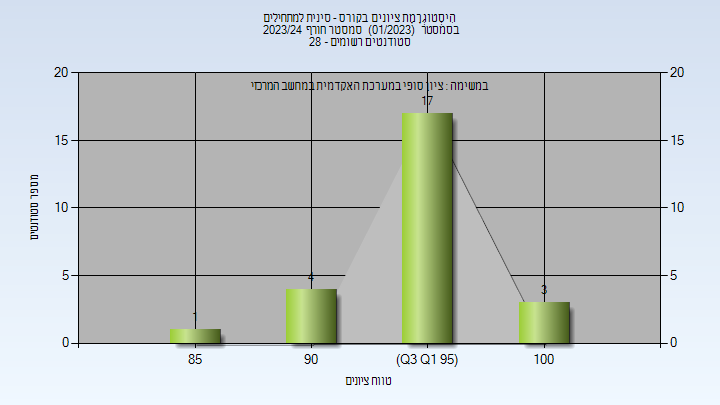 היסטוגרמת ציונים בקורס - סינית למתחילים
בסמסטר (01/2023) סמסטר חורף 2023/24
סטודנטים רשומים - 28
במשימה : ציון סופי במערכת האקדמית במחשב המרכזי
20 20
17
15 15
מספר סטודנטים
10 10
5 5
4
3
1
0 0
85 90 (Q3 Q1 95) 100
טווח ציונים